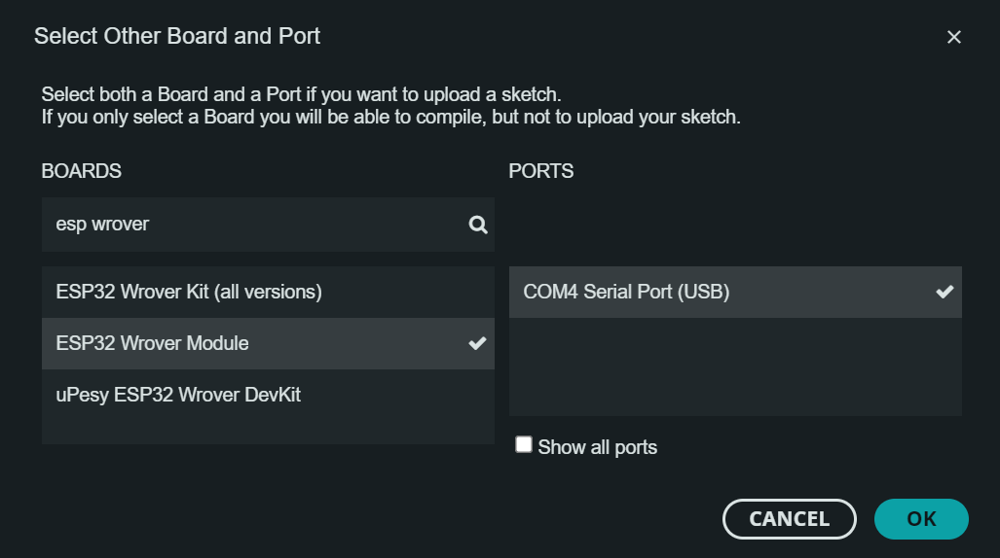 Select Other Board and Port
Select both a Board and a Port if you want to upload a sketch.
If you only select a Board you will be able to compile, but not to upload your sketch.
BOARDS
PORTS
esp wrover
ESP32 Wrover Kit (all versions)
COM4 Serial Port (USB)
ESP32 Wrover Module
uPesy ESP32 Wrover DevKit
Show all ports
CANCEL
OK